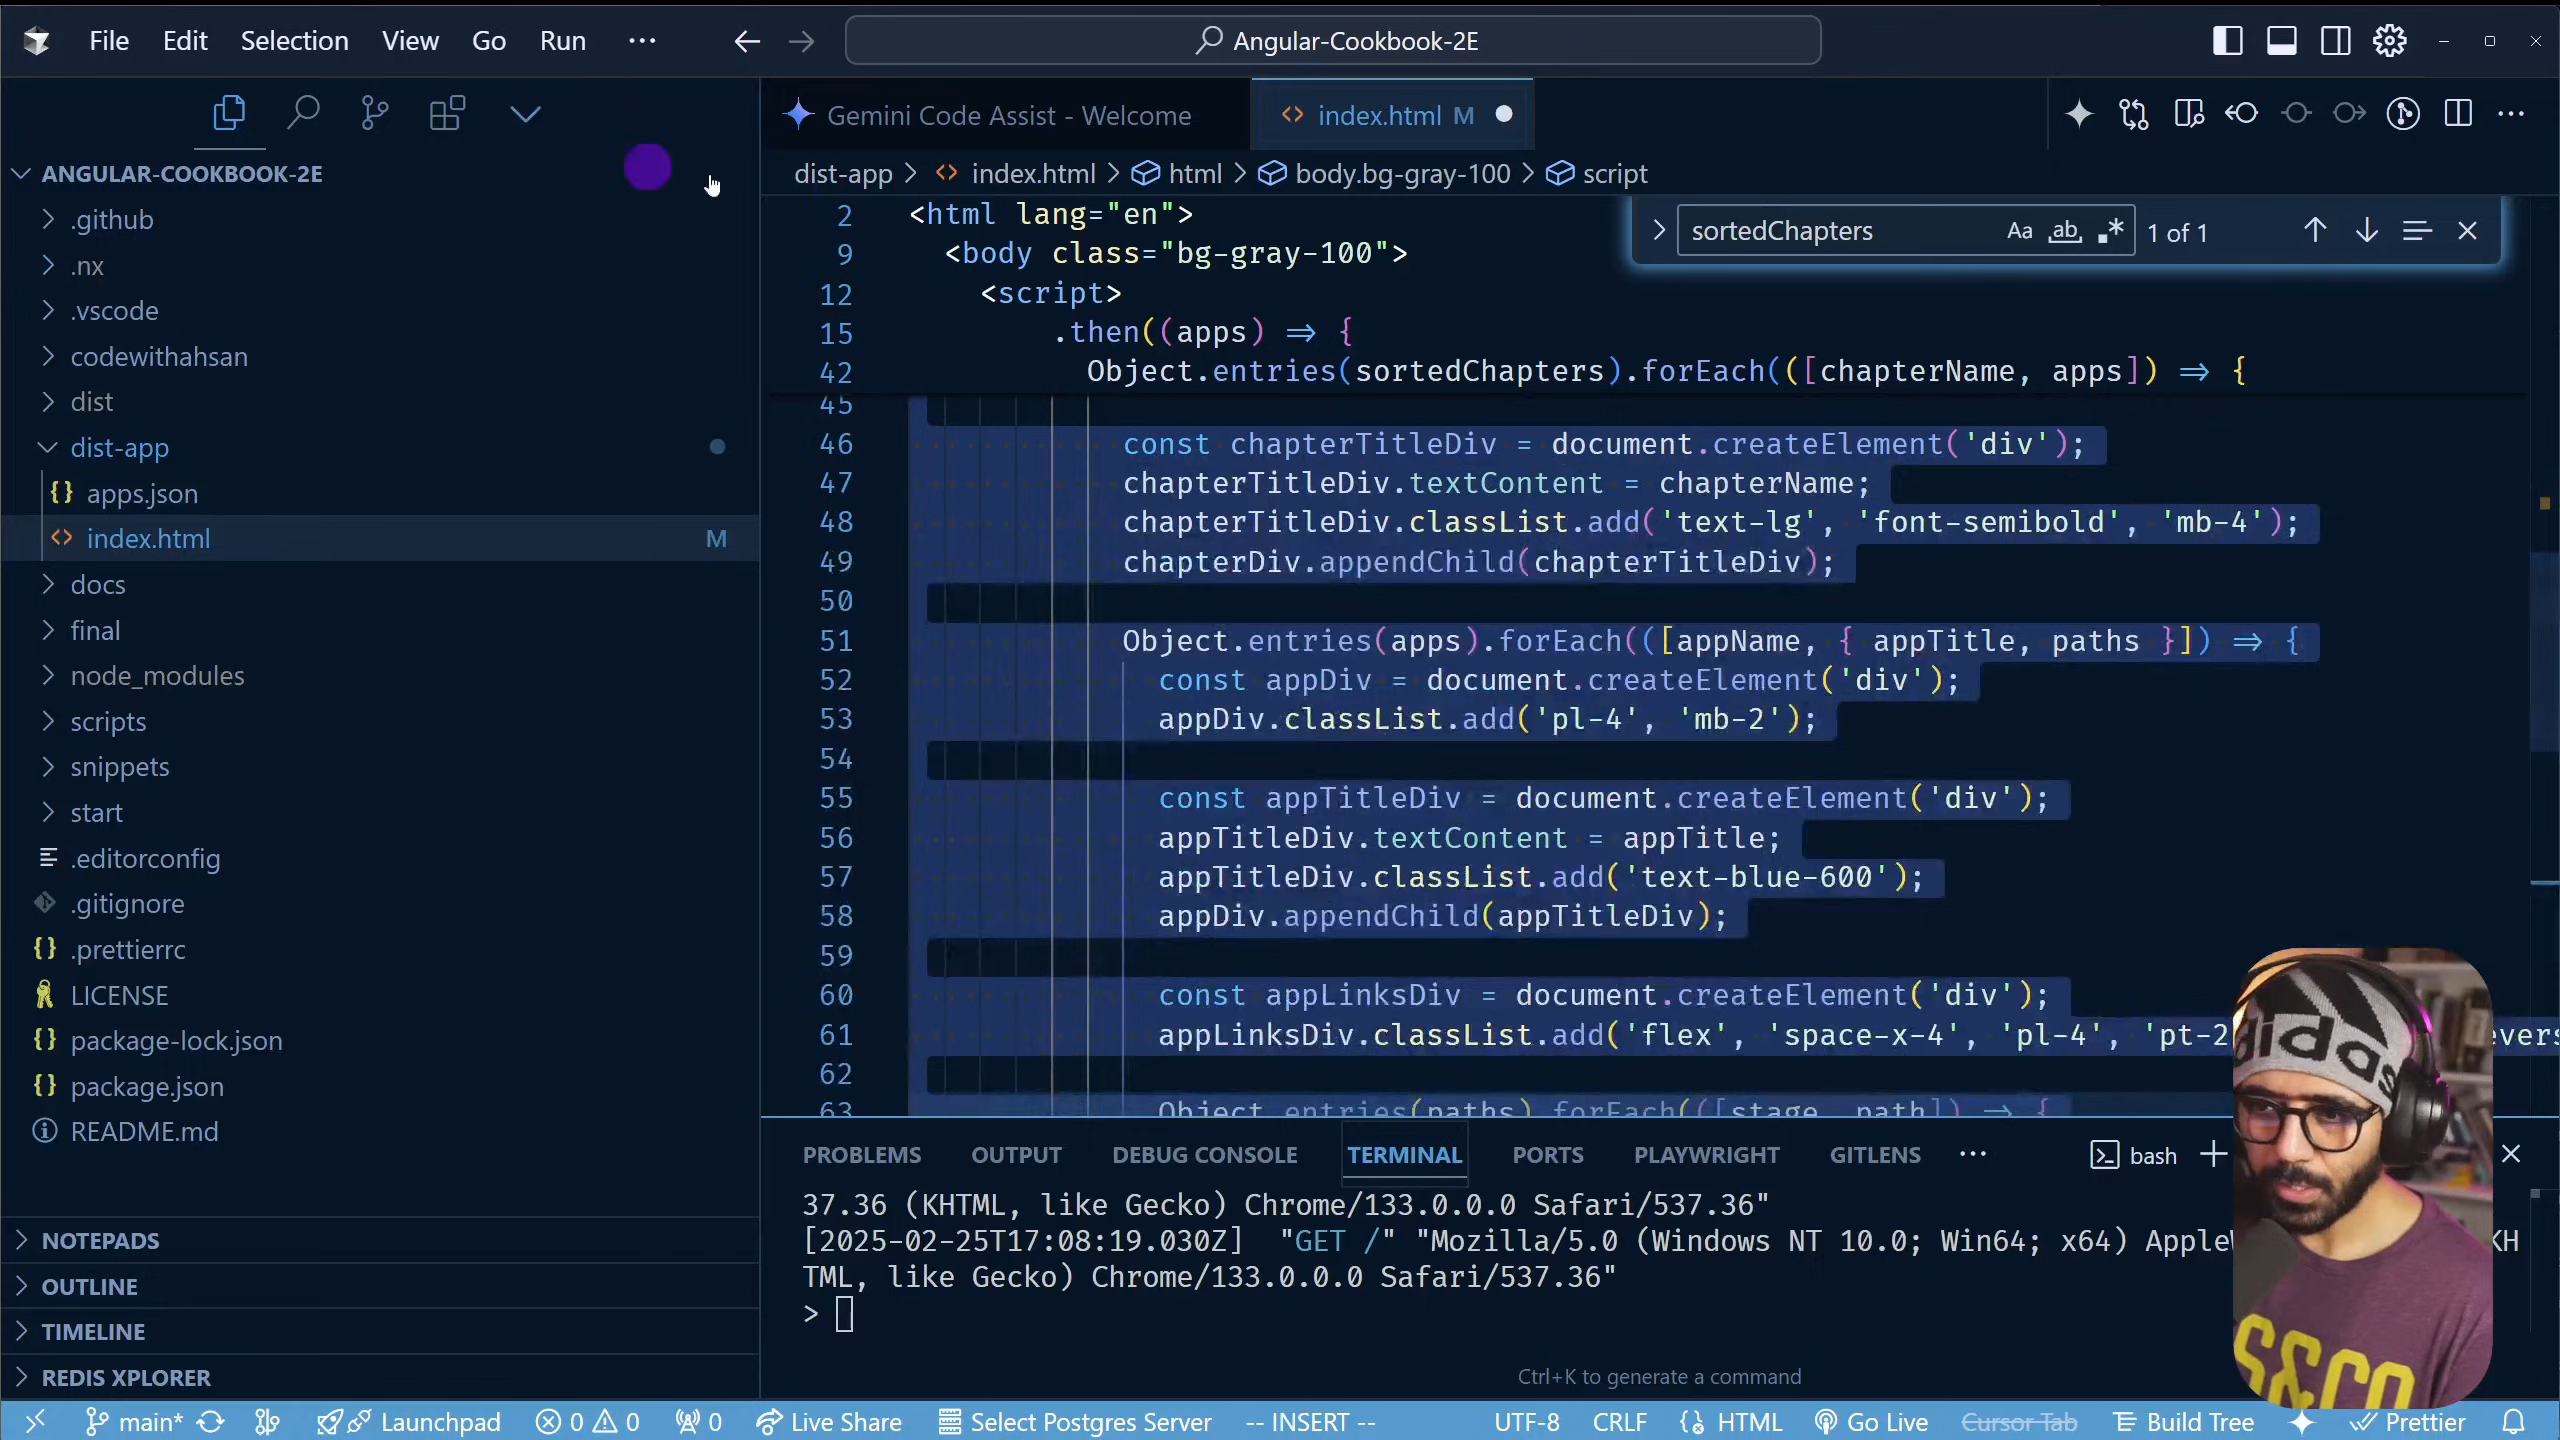 File Edit Selection View Go Run ··· Angular-Cookbook-2E
Gemini Code Assist - Welcome index.html M
ANGULAR-COOKBOOK-2E
.github
.nx
.vscode
codewithahsan
dist
dist-app
apps.json
index.html M
docs
final
node_modules
scripts
snippets
start
.editorconfig
.gitignore
.prettierrc
LICENSE
package-lock.json
package.json
README.md
NOTEPADS
OUTLINE
TIMELINE
REDIS XPLORER
dist-app > index.html > html > body.bg-gray-100 > script
sortedChapters Aa ab .* 1 of 1
2 <html lang="en">
9 <body class="bg-gray-100">
12 <script>
15 .then((apps) => {
42 Object.entries(sortedChapters).forEach(([chapterName, apps]) => {
45
46 const chapterTitleDiv = document.createElement('div');
47 chapterTitleDiv.textContent = chapterName;
48 chapterTitleDiv.classList.add('text-lg', 'font-semibold', 'mb-4');
49 chapterDiv.appendChild(chapterTitleDiv);
50
51 Object.entries(apps).forEach(([appName, { appTitle, paths }]) => {
52 const appDiv = document.createElement('div');
53 appDiv.classList.add('pl-4', 'mb-2');
54
55 const appTitleDiv = document.createElement('div');
56 appTitleDiv.textContent = appTitle;
57 appTitleDiv.classList.add('text-blue-600');
58 appDiv.appendChild(appTitleDiv);
59
60 const appLinksDiv = document.createElement('div');
61 appLinksDiv.classList.add('flex', 'space-x-4', 'pl-4', 'pt-2
62
63 Object.entries(paths).forEach(([stage, path]) => {
PROBLEMS OUTPUT DEBUG CONSOLE TERMINAL PORTS PLAYWRIGHT GITLENS ··· bash
37.36 (KHTML, like Gecko) Chrome/133.0.0.0 Safari/537.36"
[2025-02-25T17:08:19.030Z] "GET /" "Mozilla/5.0 (Windows NT 10.0; Win64; x64) AppleW KH
TML, like Gecko) Chrome/133.0.0.0 Safari/537.36"
>
Ctrl+K to generate a command
main* Launchpad 0 0 0 Live Share Select Postgres Server -- INSERT -- UTF-8 CRLF HTML Go Live Cursor Tab Build Tree Prettier
adidas
S&CO